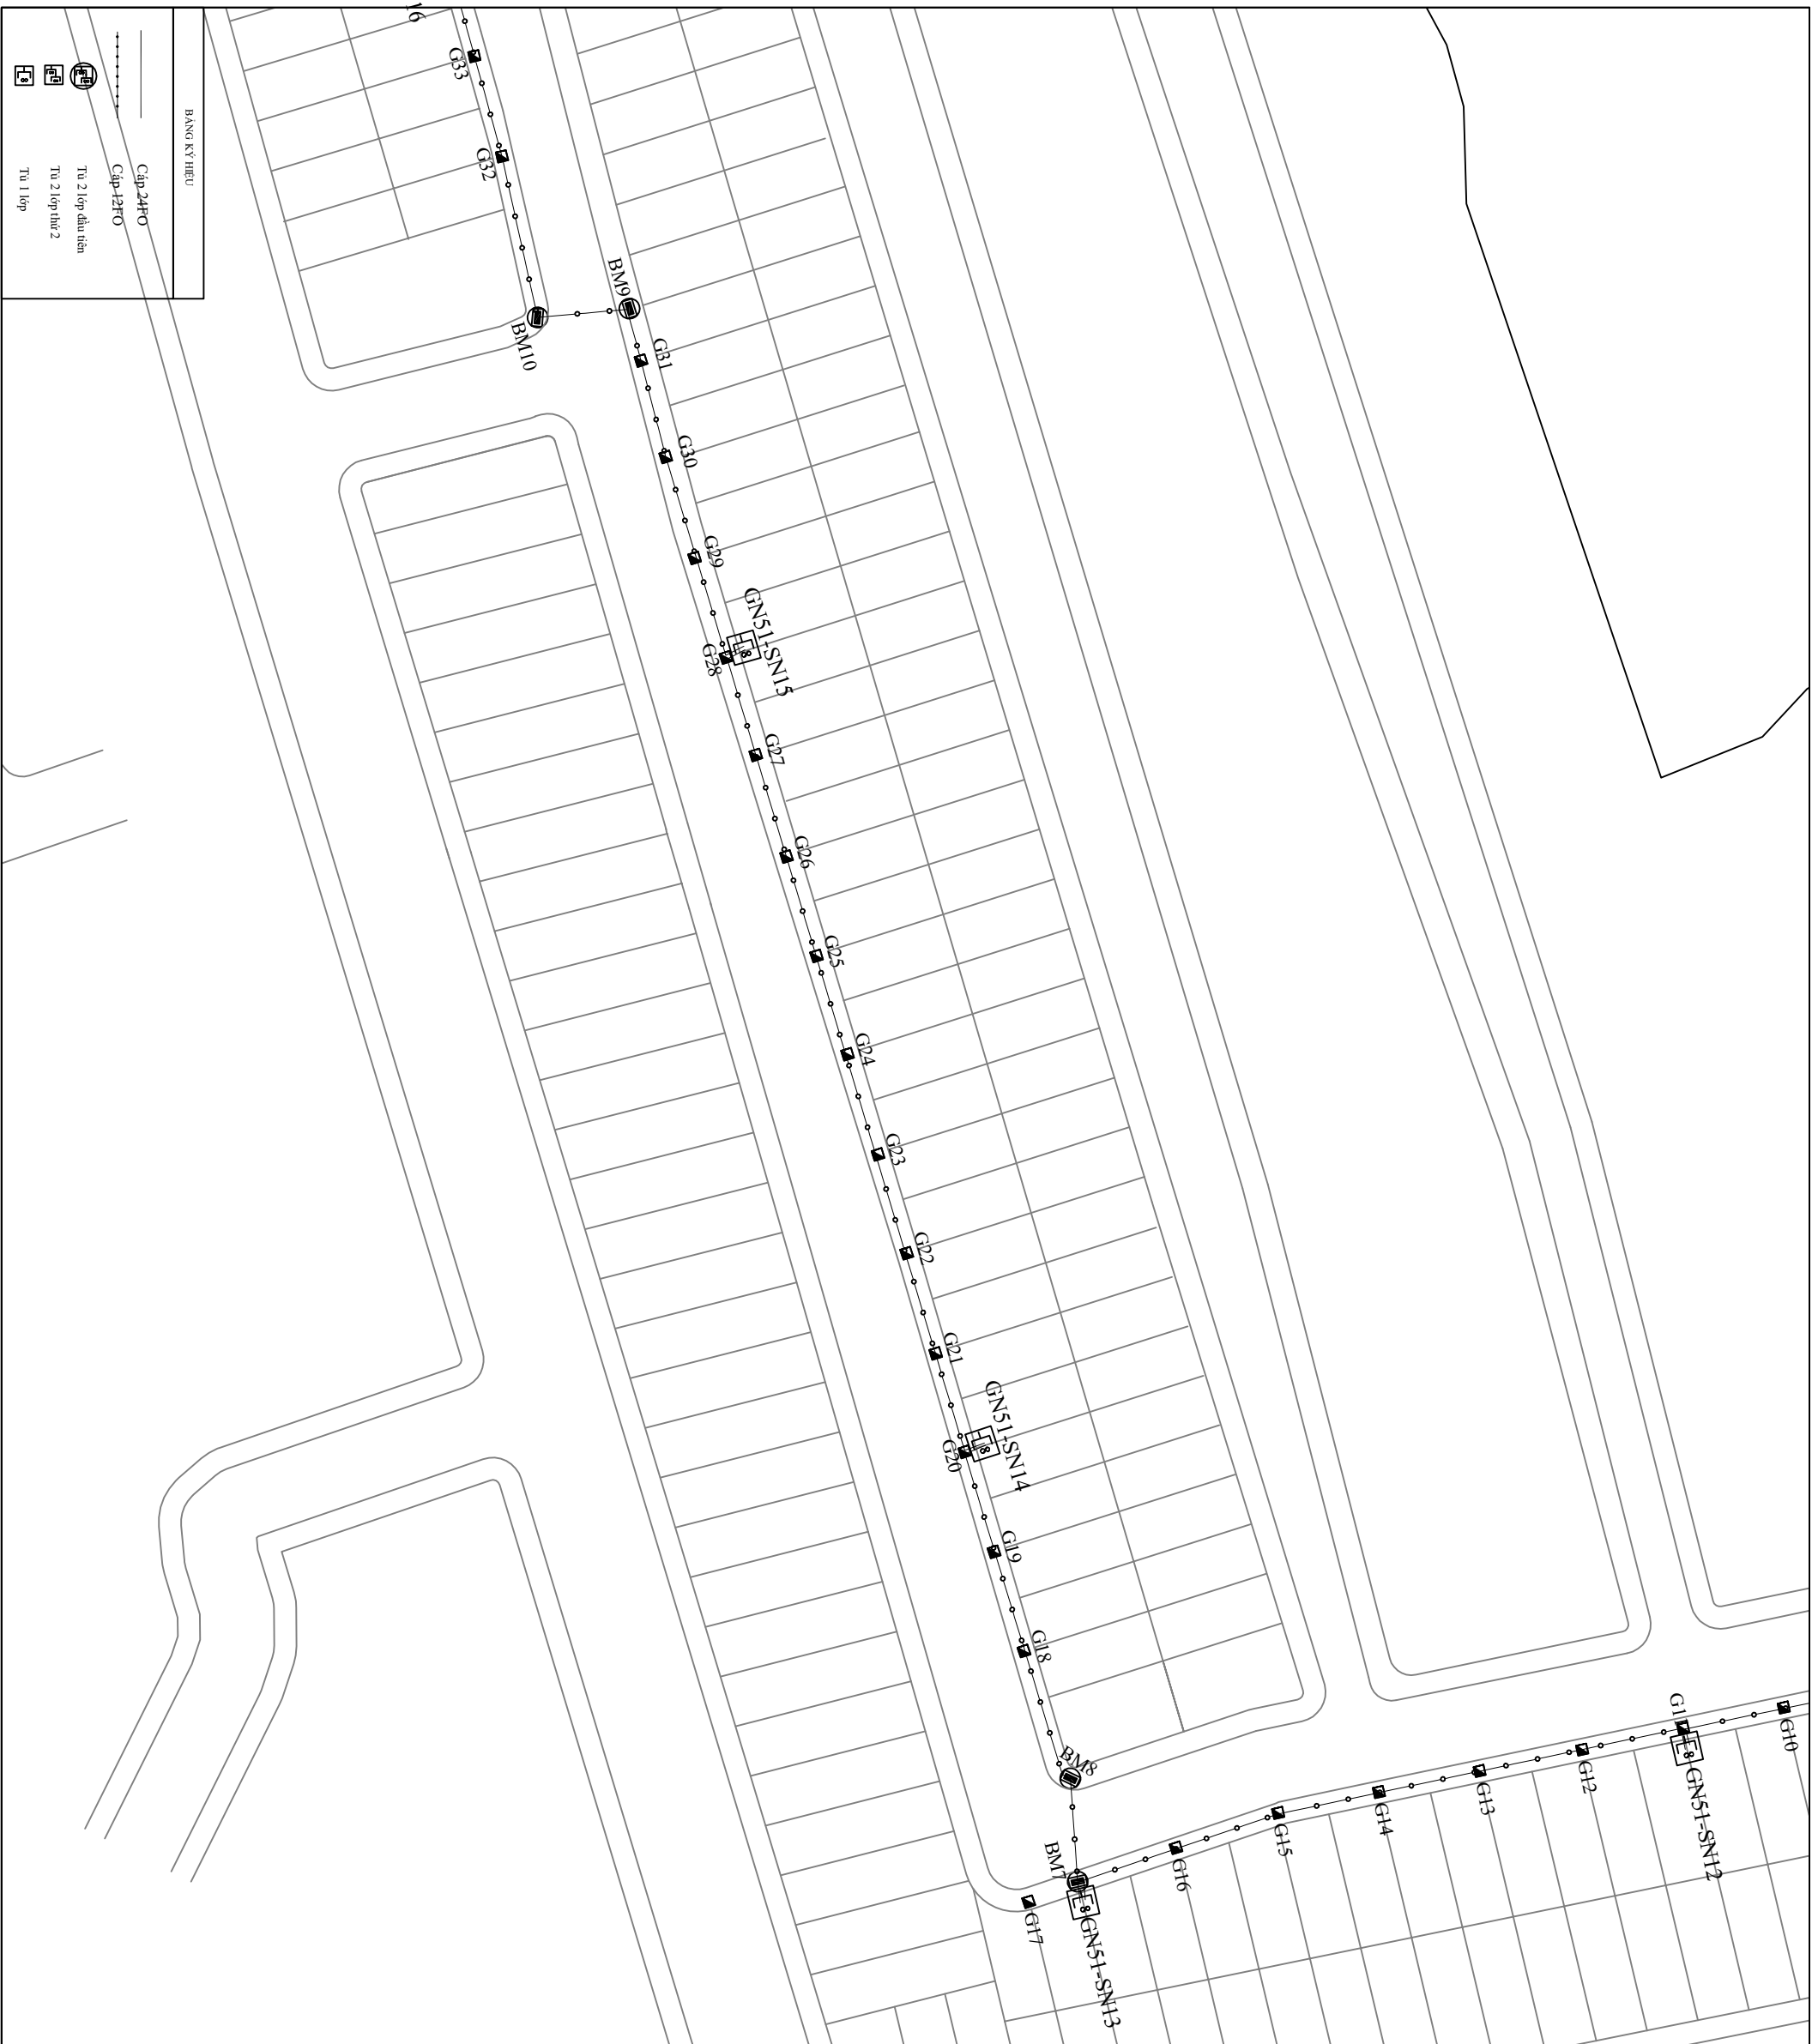 BẢNG KÝ HIỆU
Cáp 24FO
Cáp 12FO
Tủ 2 lớp đầu tiên
Tủ 2 lớp thứ 2
Tủ 1 lớp
16
G33
G32
BM10
BM9
G31
G30
G29
GN51-SN15
G28
G27
G26
G25
G24
G23
G22
G21
GN51-SN14
G20
G19
G18
BM8
BM7
GN51-SN13
G17
G16
G15
G14
G13
G12
GN51-SN12
G10